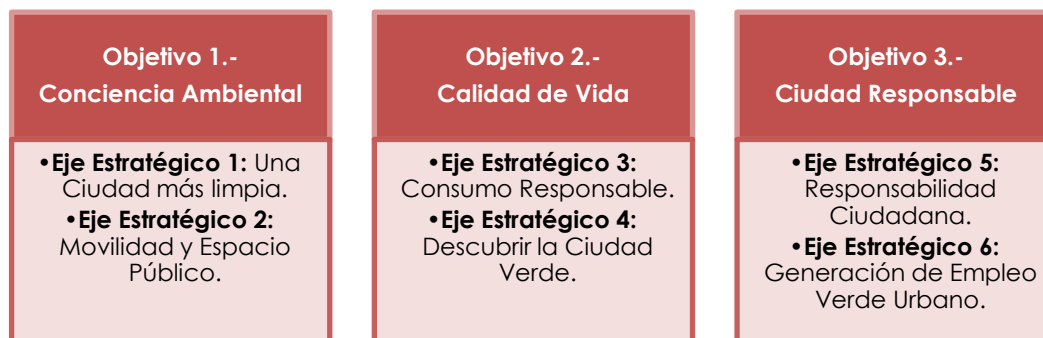 Objetivo 1.-
Conciencia Ambiental
•Eje Estratégico 1: Una
Ciudad más limpia.
•Eje Estratégico 2:
Movilidad y Espacio
Público.
Objetivo 2.-
Calidad de Vida
•Eje Estratégico 3:
Consumo Responsable.
•Eje Estratégico 4:
Descubrir la Ciudad
Verde.
Objetivo 3.-
Ciudad Responsable
•Eje Estratégico 5:
Responsabilidad
Ciudadana.
•Eje Estratégico 6:
Generación de Empleo
Verde Urbano.